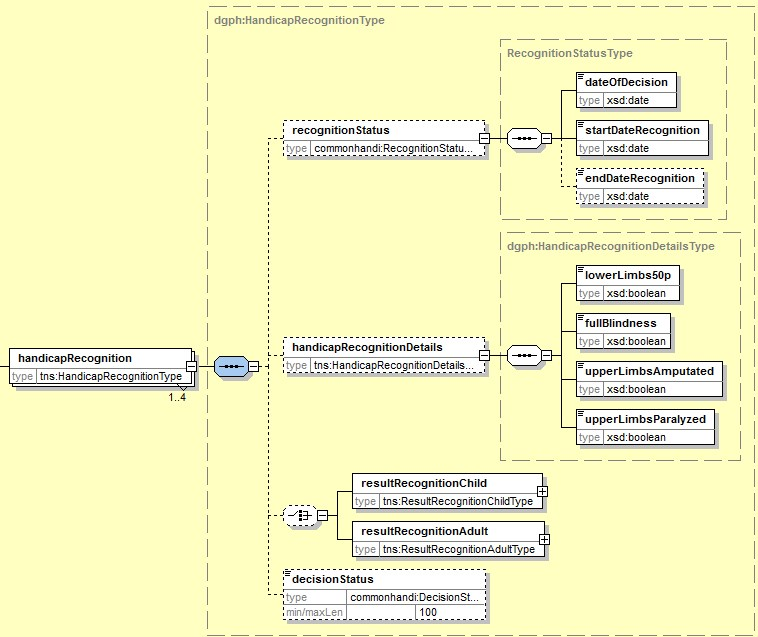 dgph:HandicapRecognitionType
RecognitionStatusType
dateOfDecision
type xsd:date
startDateRecognition
type xsd:date
endDateRecognition
type xsd:date
recognitionStatus
type commonhandi:RecognitionStatu...
dgph:HandicapRecognitionDetailsType
lowerLimbs50p
type xsd:boolean
fullBlindness
type xsd:boolean
upperLimbsAmputated
type xsd:boolean
upperLimbsParalyzed
type xsd:boolean
handicapRecognitionDetails
type tns:HandicapRecognitionDetails...
handicapRecognition
type tns:HandicapRecognitionType
1..4
resultRecognitionChild
type tns:ResultRecognitionChildType
resultRecognitionAdult
type tns:ResultRecognitionAdultType
decisionStatus
type commonhandi:DecisionSt...
min/maxLen 100